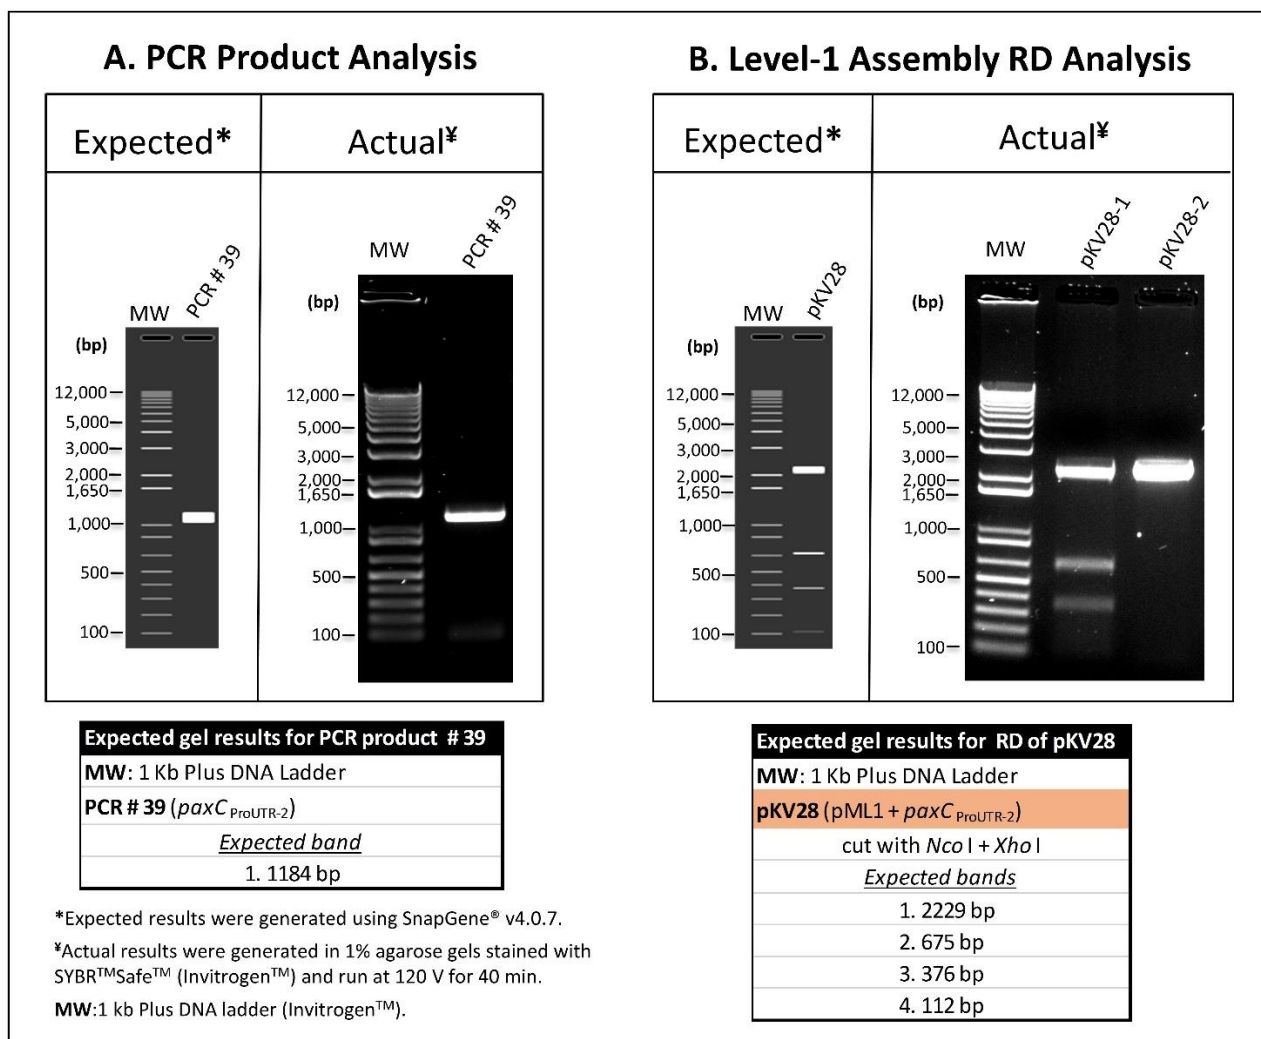 A. PCR Product Analysis
Expected*
Actual¥
MW
PCR # 39
(bp)
12,000
5,000
3,000
2,000
1,650
1,000
500
100
MW
PCR # 39
(bp)
12,000
5,000
3,000
2,000
1,650
1,000
500
100
Expected gel results for PCR product # 39
MW: 1 Kb Plus DNA Ladder
PCR # 39 (paxC ProUTR-2)
Expected band
1. 1184 bp
*Expected results were generated using SnapGene® v4.0.7.
¥Actual results were generated in 1% agarose gels stained with
SYBR™Safe™ (Invitrogen™) and run at 120 V for 40 min.
MW:1 kb Plus DNA ladder (Invitrogen™).
B. Level-1 Assembly RD Analysis
Expected*
Actual¥
MW
pKV28
(bp)
12,000
5,000
3,000
2,000
1,650
1,000
500
100
MW
pKV28-1
pKV28-2
(bp)
12,000
5,000
3,000
2,000
1,650
1,000
500
100
Expected gel results for RD of pKV28
MW: 1 Kb Plus DNA Ladder
pKV28 (pML1 + paxC ProUTR-2)
cut with Nco I + Xho I
Expected bands
1. 2229 bp
2. 675 bp
3. 376 bp
4. 112 bp